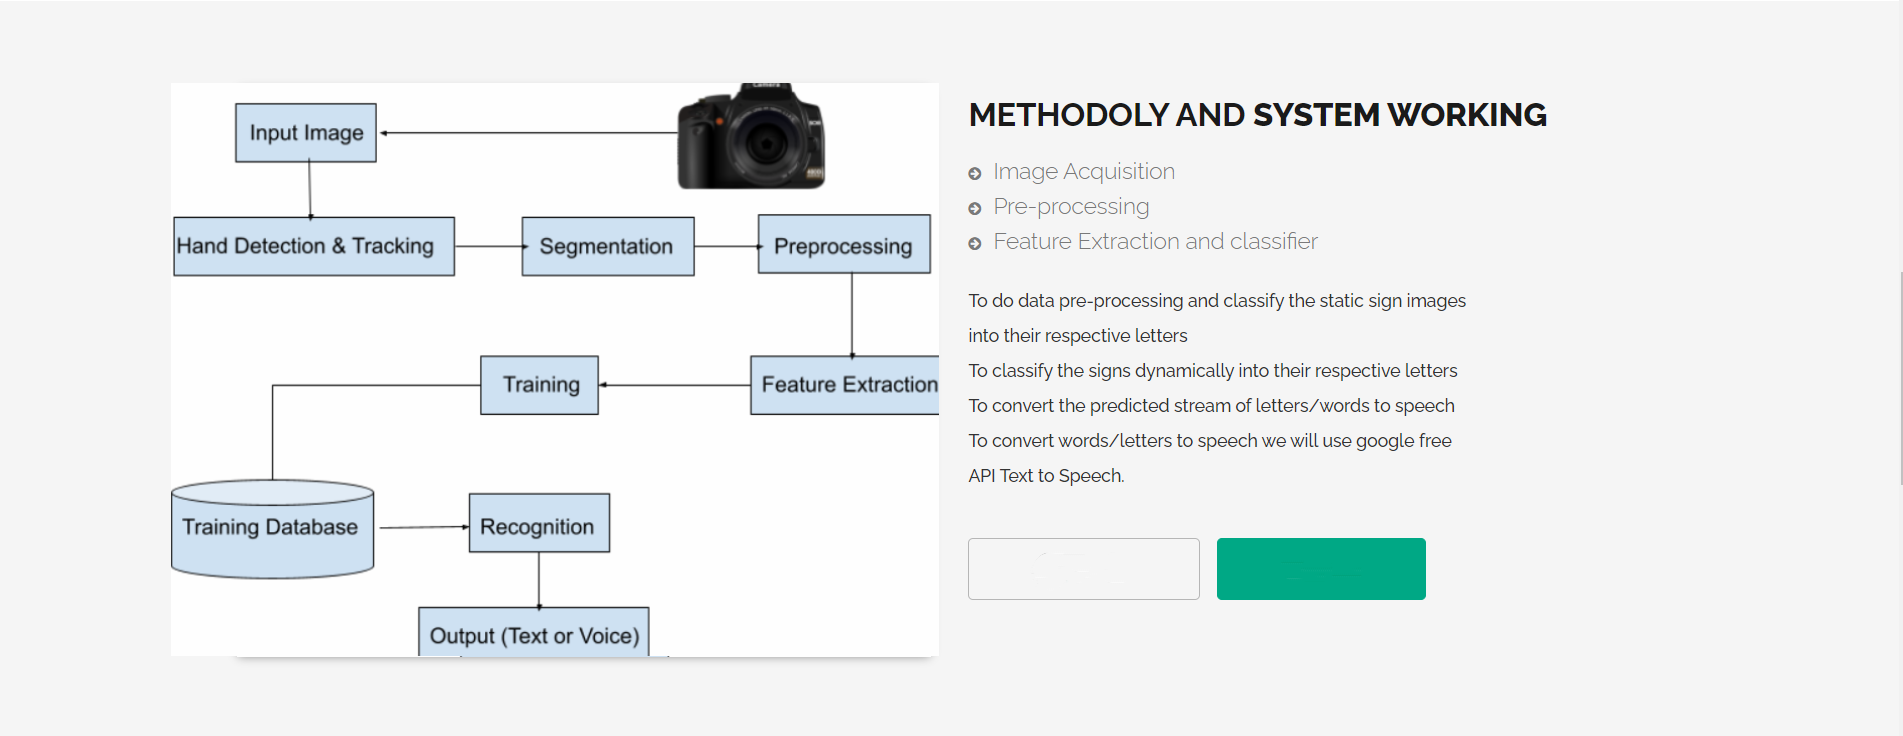 Input Image
Hand Detection & Tracking
Segmentation
Preprocessing
Training
Feature Extraction
Training Database
Recognition
Output (Text or Voice)
METHODOLY AND SYSTEM WORKING
Image Acquisition
Pre-processing
Feature Extraction and classifier
To do data pre-processing and classify the static sign images
into their respective letters
To classify the signs dynamically into their respective letters
To convert the predicted stream of letters/words to speech
To convert words/letters to speech we will use google free
API Text to Speech.